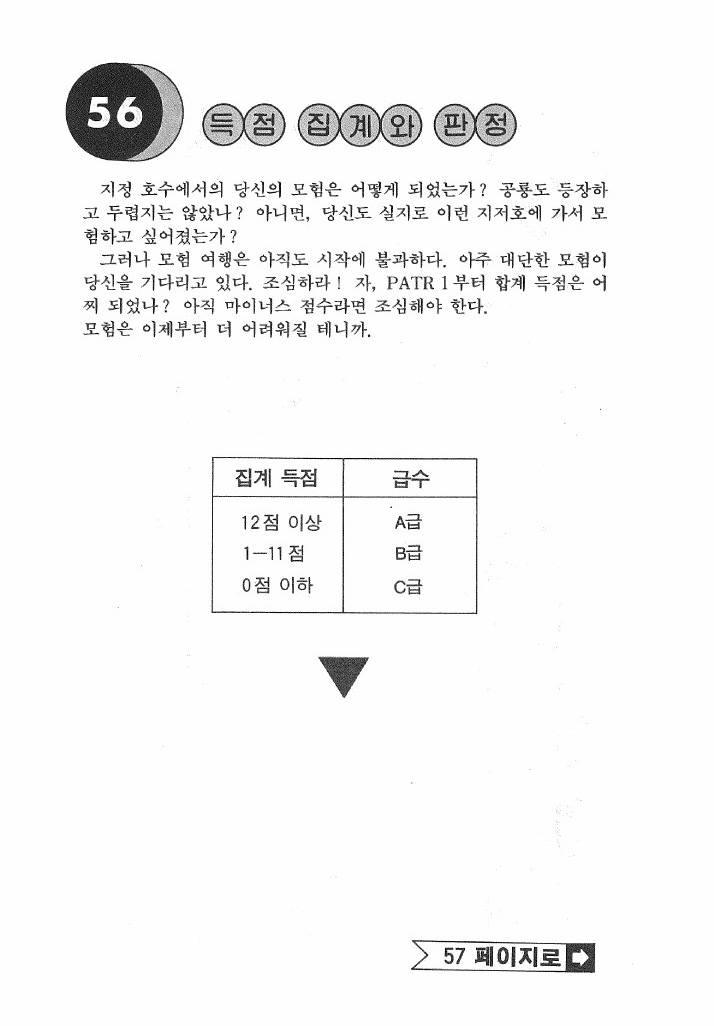 56
득점 집계와 판정
지정 호수에서의 당신의 모험은 어떻게 되었는가? 공룡도 등장하
고 두렵지는 않았나? 아니면, 당신도 실지로 이런 지저호에 가서 모
험하고 싶어졌는가?
그러나 모험 여행은 아직도 시작에 불과하다. 아주 대단한 모험이
당신을 기다리고 있다. 조심하라! 자, PATR 1부터 합계 득점은 어
찌 되었나? 아직 마이너스 점수라면 조심해야 한다.
모험은 이제부터 더 어려워질 테니까.
집계 득점 급수
12점 이상 A급
1—11점 B급
0점 이하 C급
57 페이지로